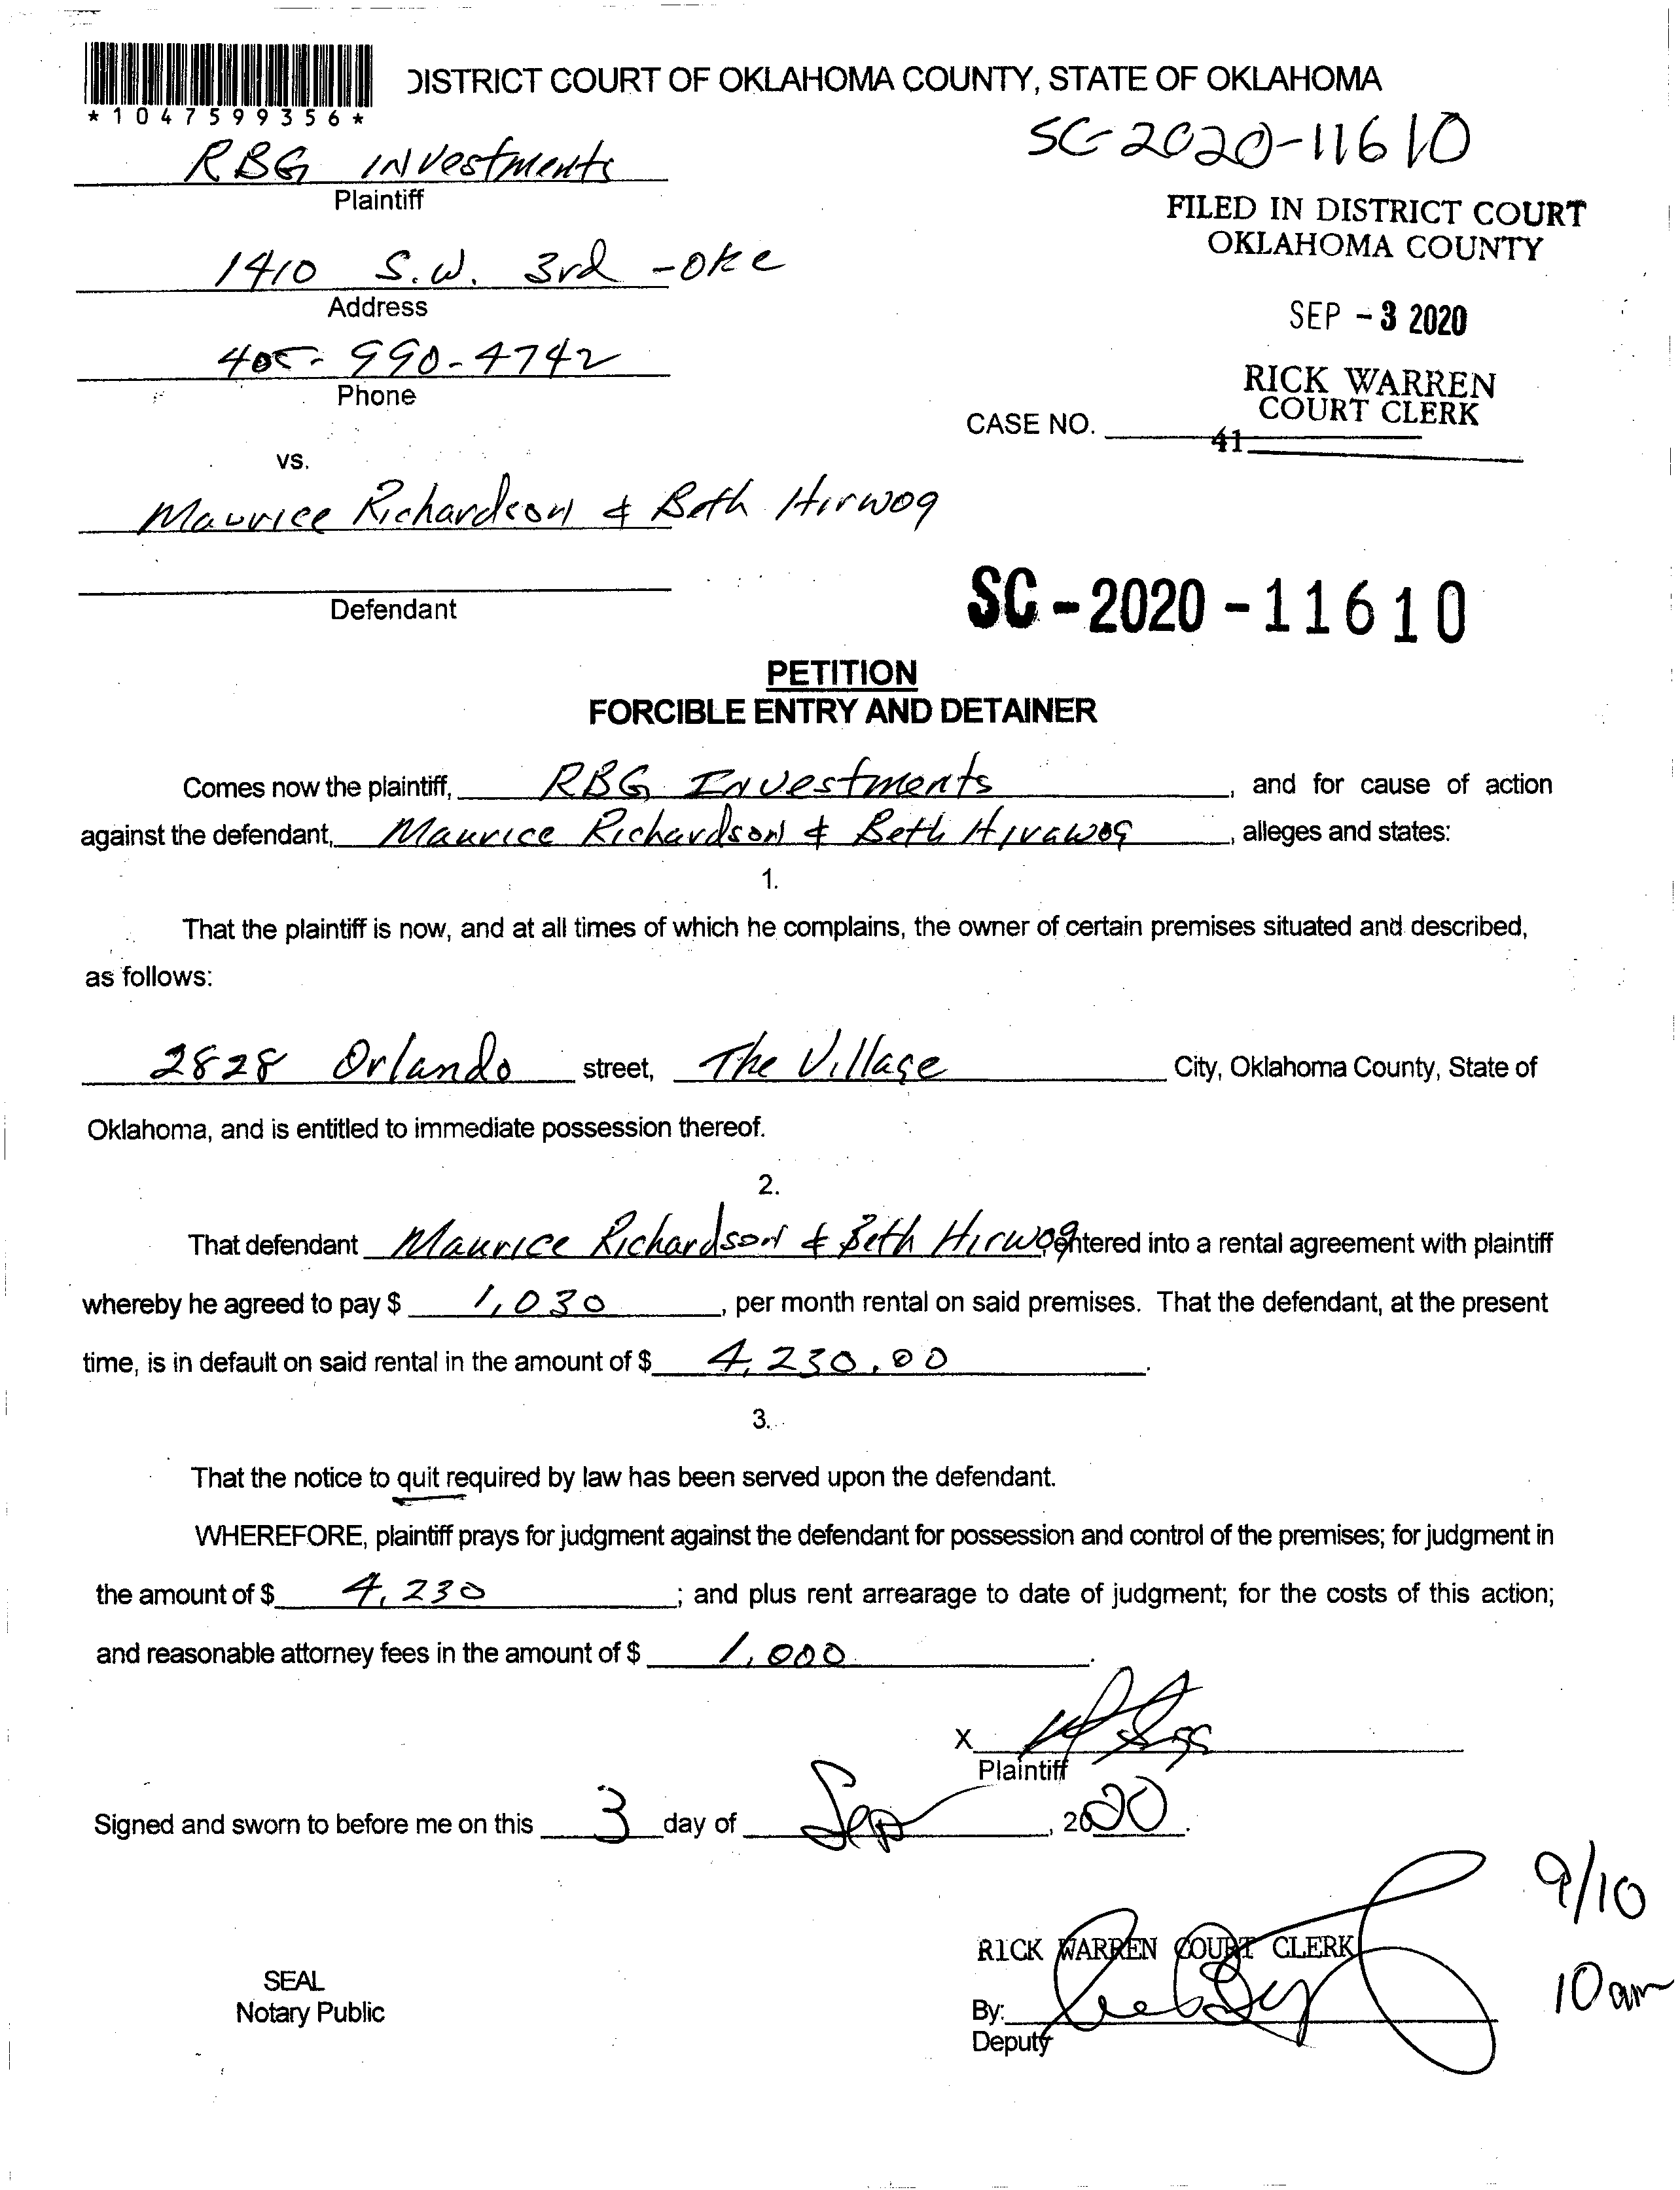 *1047599356*
DISTRICT COURT OF OKLAHOMA COUNTY, STATE OF OKLAHOMA
SC-2020-11610
RBG Investments
Plaintiff
FILED IN DISTRICT COURT
OKLAHOMA COUNTY
1410 S.W. 3rd - OKC
Address
SEP - 3 2020
405-990-4742
Phone
RICK WARREN
COURT CLERK
CASE NO.
41
vs.
Maurice Richardson & Beth Hirwog
Defendant
SC - 2020 - 11610
PETITION
FORCIBLE ENTRY AND DETAINER
Comes now the plaintiff, RBG Investments, and for cause of action
against the defendant, Maurice Richardson & Beth Hirawog, alleges and states:
1.
That the plaintiff is now, and at all times of which he complains, the owner of certain premises situated and described,
as follows:
2828 Orlando street, The Village City, Oklahoma County, State of
Oklahoma, and is entitled to immediate possession thereof.
2.
That defendant Maurice Richardson & Beth Hirwog, entered into a rental agreement with plaintiff
whereby he agreed to pay $ 1,030, per month rental on said premises. That the defendant, at the present
time, is in default on said rental in the amount of $ 4,230.00.
3.
That the notice to quit required by law has been served upon the defendant.
WHEREFORE, plaintiff prays for judgment against the defendant for possession and control of the premises; for judgment in
the amount of $ 4,230; and plus rent arrearage to date of judgment; for the costs of this action;
and reasonable attorney fees in the amount of $ 1,000.
X
Plaintiff
Signed and sworn to before me on this 3 day of Sep, 2020.
9/10
10am
RICK WARREN COURT CLERK
SEAL
Notary Public
By:
Deputy